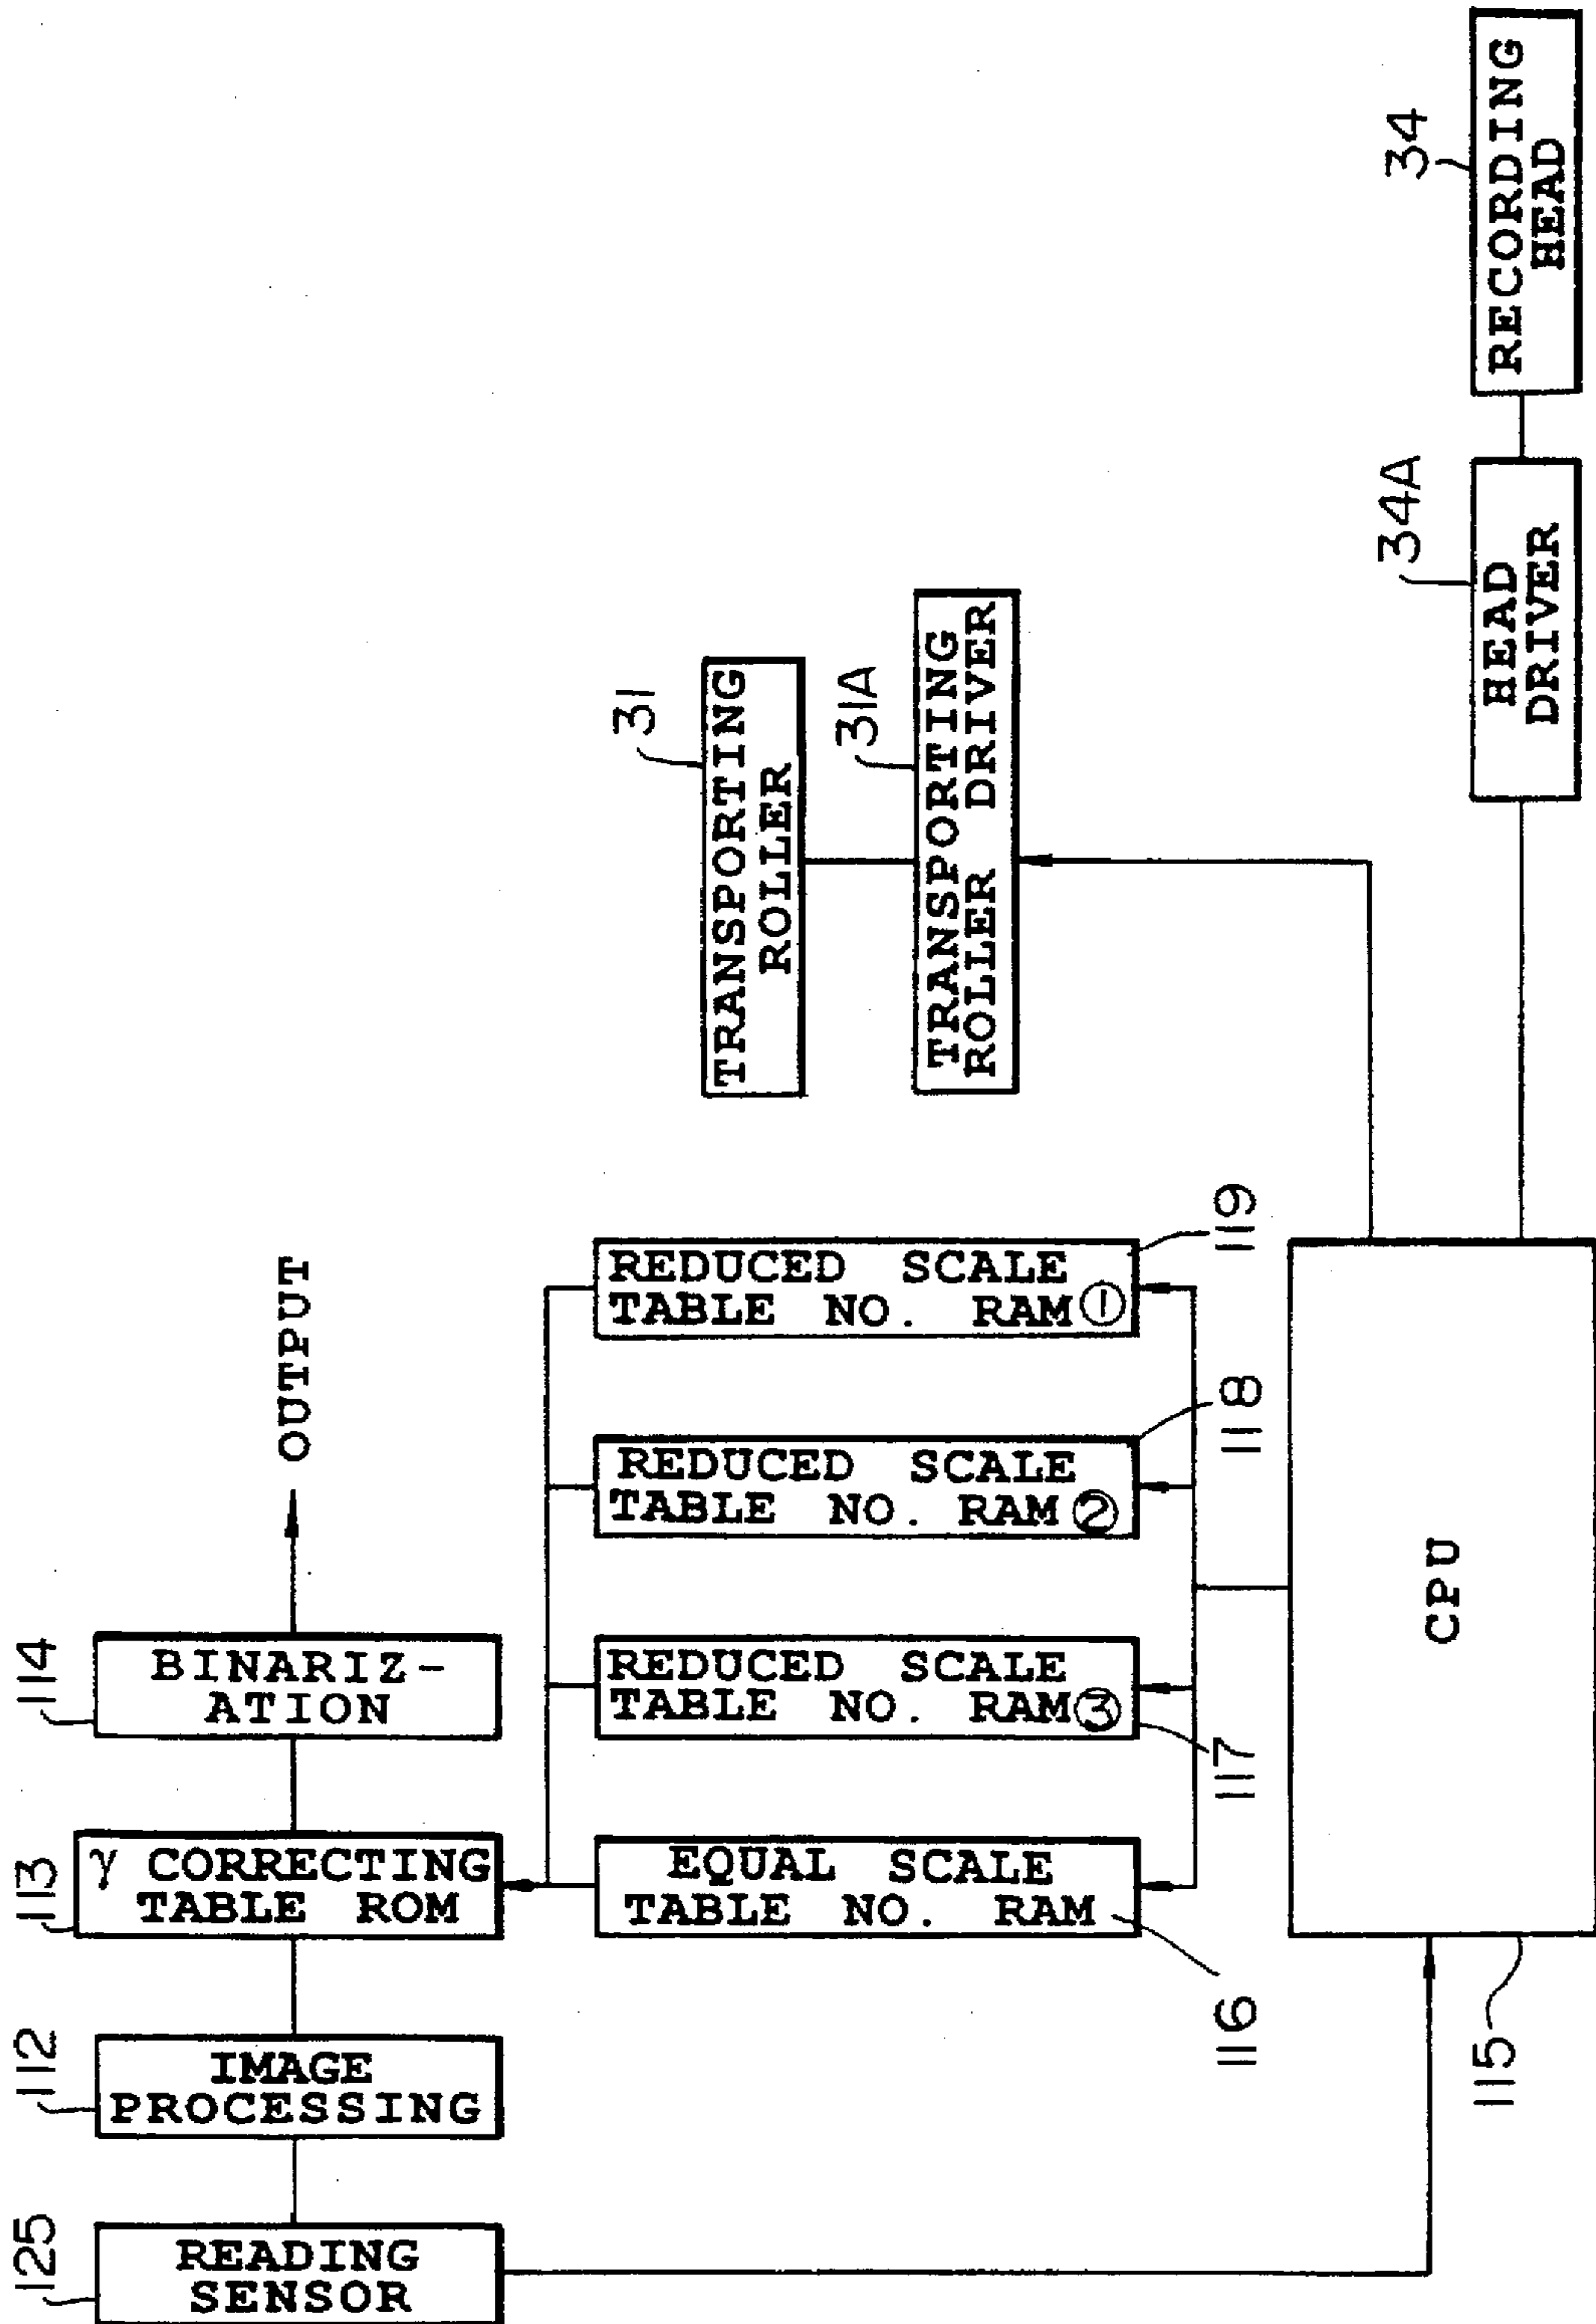 125
READING
SENSOR
112
IMAGE
PROCESSING
113
γ CORRECTING
TABLE ROM
114
BINARIZ-
ATION
OUTPUT
EQUAL SCALE
TABLE NO. RAM
116
REDUCED SCALE
TABLE NO. RAM③
117
REDUCED SCALE
TABLE NO. RAM②
118
REDUCED SCALE
TABLE NO. RAM①
119
CPU
115
31
TRANSPORTING
ROLLER
31A
TRANSPORTING
ROLLER DRIVER
34A
HEAD
DRIVER
34
RECORDING
HEAD